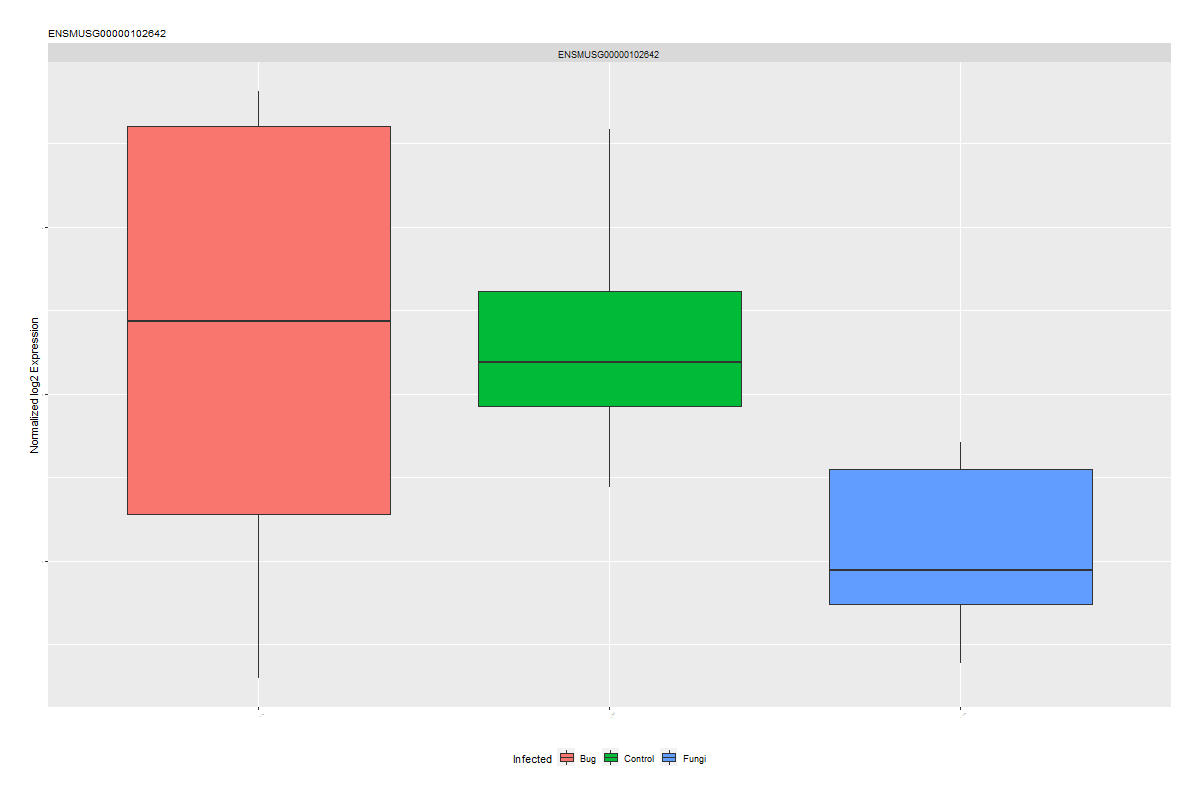 ENSMUSG00000102642
ENSMUSG00000102642
Normalized log2 Expression
Infected Bug Control Fungi